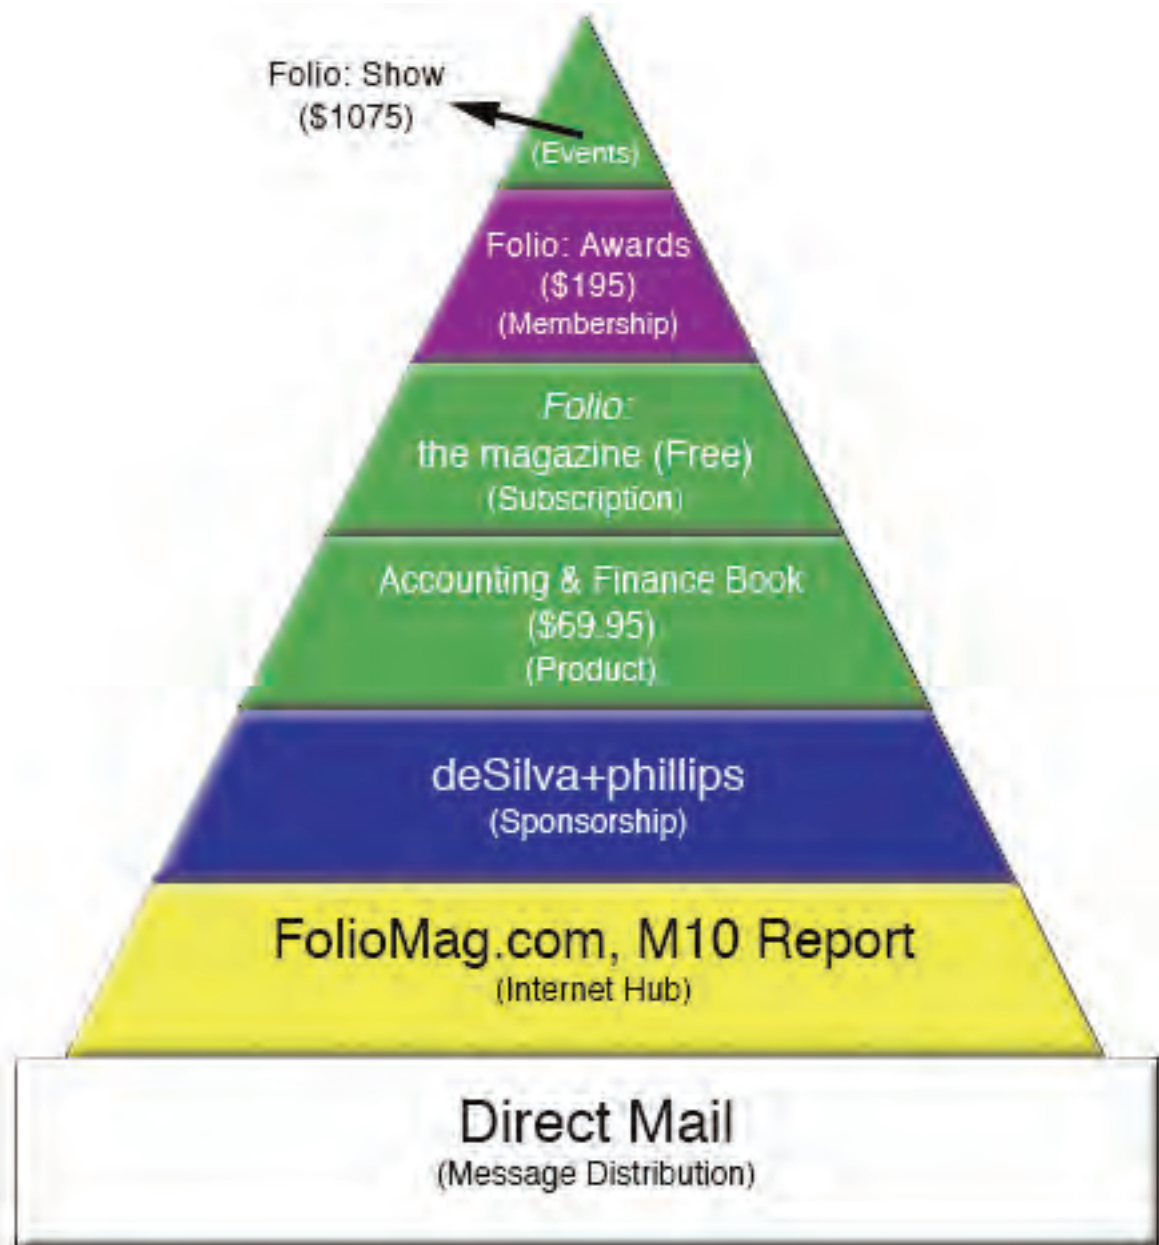 Folio: Show
($1075)
(Events)
Folio: Awards
($195)
(Membership)
Folio:
the magazine (Free)
(Subscription)
Accounting & Finance Book
($69.95)
(Product)
deSilva+phillips
(Sponsorship)
FolioMag.com, M10 Report
(Internet Hub)
Direct Mail
(Message Distribution)